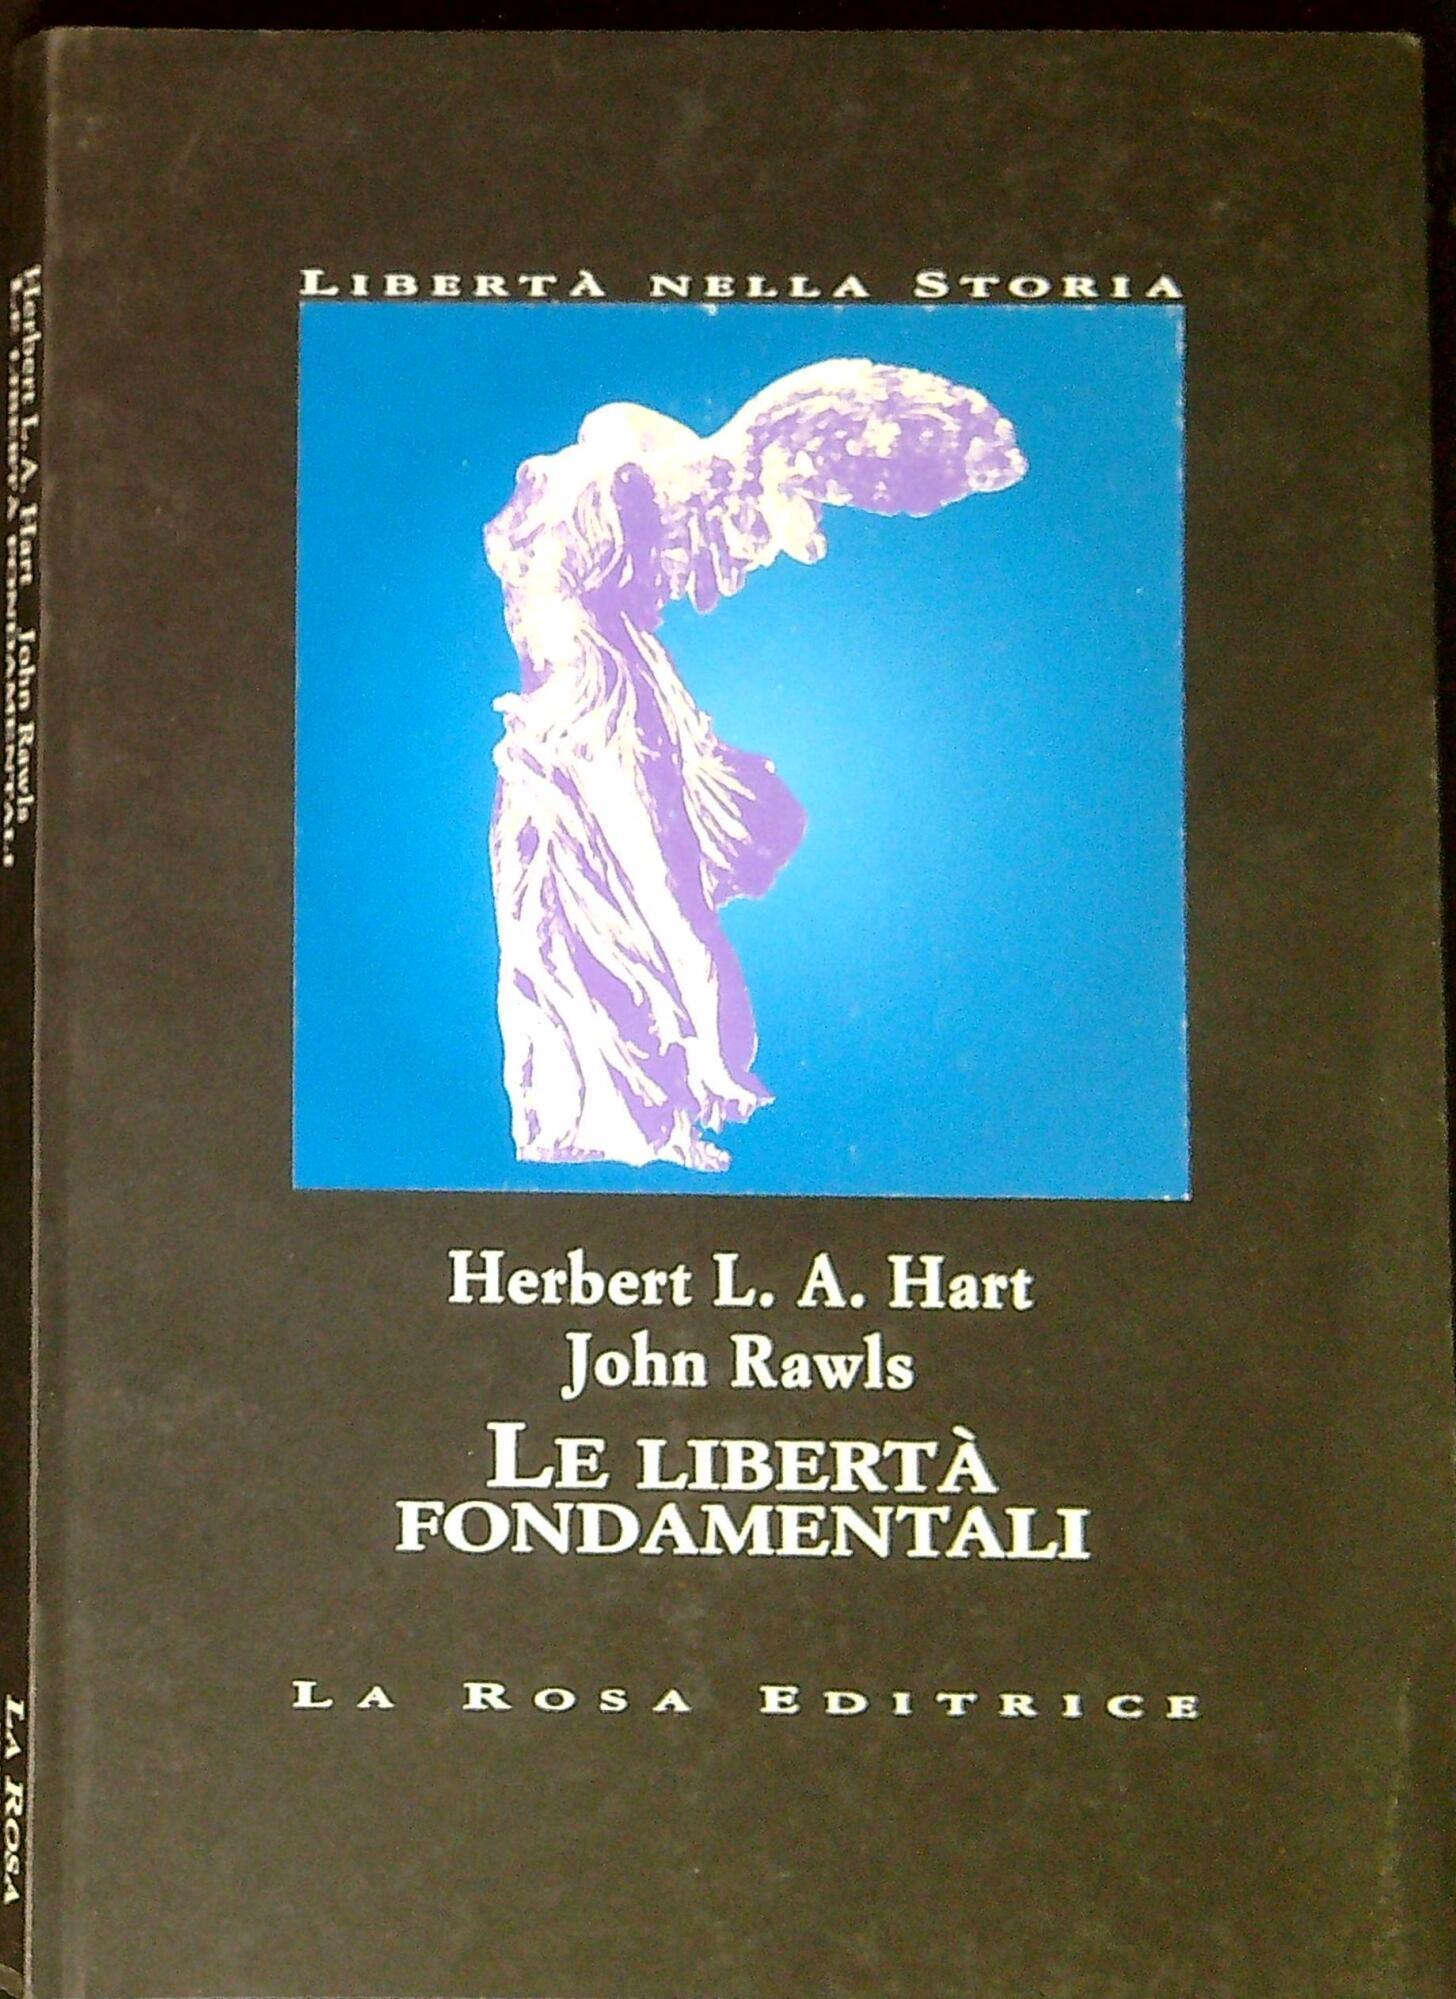 LIBERTÀ NELLA STORIA
Herbert L. A. Hart
John Rawls
LE LIBERTÀ
FONDAMENTALI
LA ROSA EDITRICE
Herbert L. A. Hart John Rawls
LE LIBERTÀ FONDAMENTALI
LA ROSA